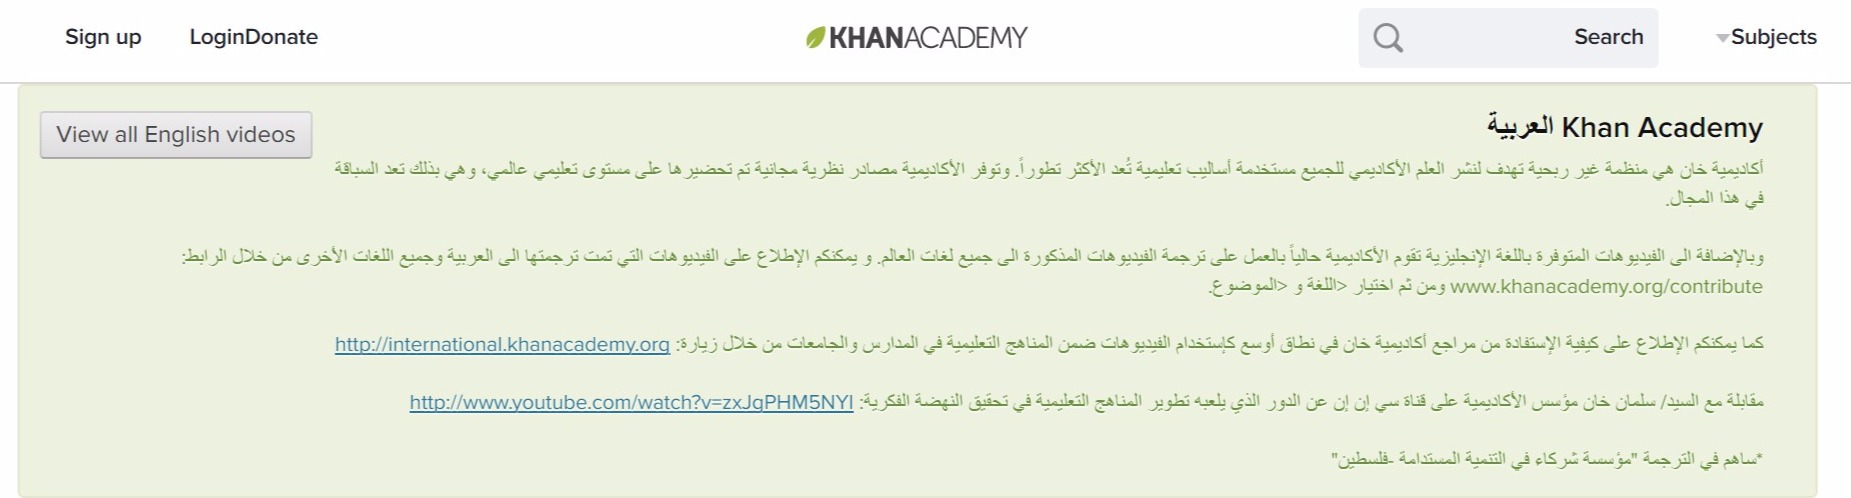 Sign up
LoginDonate
KHANACADEMY
Search
Subjects
View all English videos
Khan Academy العربية
أكاديمية خان هي منظمة غير ربحية تهدف لنشر العلم الأكاديمي للجميع مستخدمة أساليب تعليمية تُعد الأكثر تطوراً. وتوفر الأكاديمية مصادر نظرية مجانية تم تحضيرها على مستوى تعليمي عالمي، وهي بذلك تعد السباقة
في هذا المجال.
وبالإضافة الى الفيديوهات المتوفرة باللغة الإنجليزية تقوم الأكاديمية حالياً بالعمل على ترجمة الفيديوهات المذكورة الى جميع لغات العالم. و يمكنكم الإطلاع على الفيديوهات التي تمت ترجمتها الى العربية وجميع اللغات الأخرى من خلال الرابط:
www.khanacademy.org/contribute ومن ثم اختيار <اللغة و <الموضوع.
كما يمكنكم الإطلاع على كيفية الإستفادة من مراجع أكاديمية خان في نطاق أوسع كإستخدام الفيديوهات ضمن المناهج التعليمية في المدارس والجامعات من خلال زيارة: http://international.khanacademy.org
مقابلة مع السيد/ سلمان خان مؤسس الأكاديمية على قناة سي إن إن عن الدور الذي يلعبه تطوير المناهج التعليمية في تحقيق النهضة الفكرية: http://www.youtube.com/watch?v=zxJgPHM5NYI
*ساهم في الترجمة "مؤسسة شركاء في التنمية المستدامة -فلسطين"